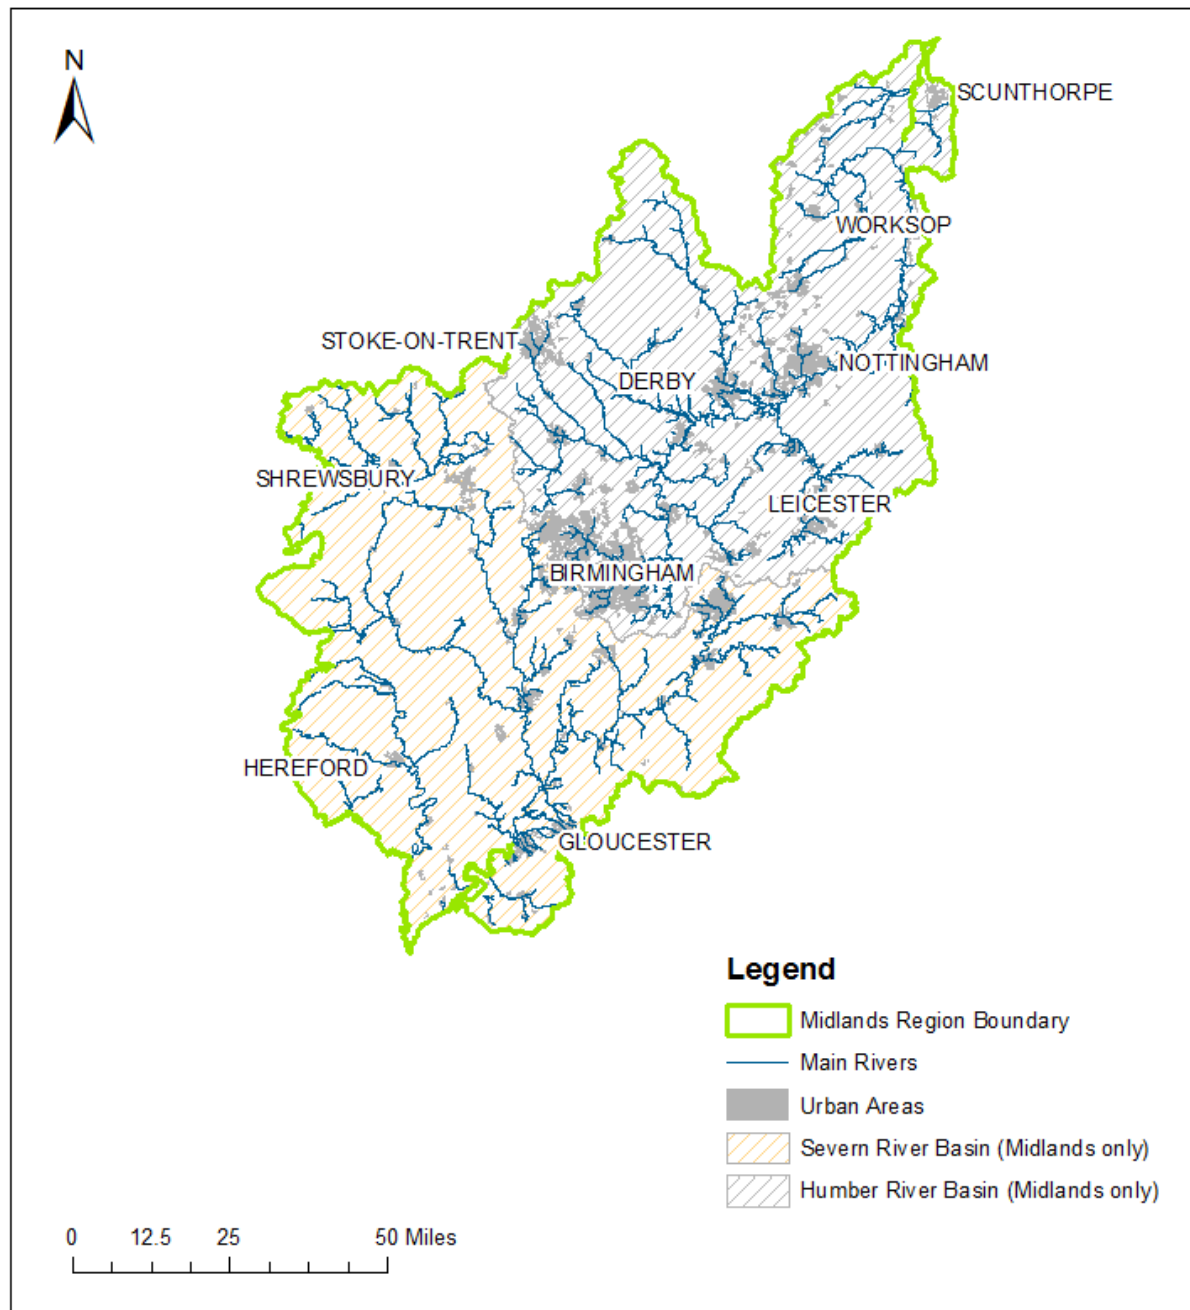 N
SCUNTHORPE
WORKSOP
STOKE-ON-TRENT
NOTTINGHAM
DERBY
SHREWSBURY
LEICESTER
BIRMINGHAM
HEREFORD
GLOUCESTER
Legend
Midlands Region Boundary
Main Rivers
Urban Areas
Severn River Basin (Midlands only)
Humber River Basin (Midlands only)
0 12.5 25 50 Miles